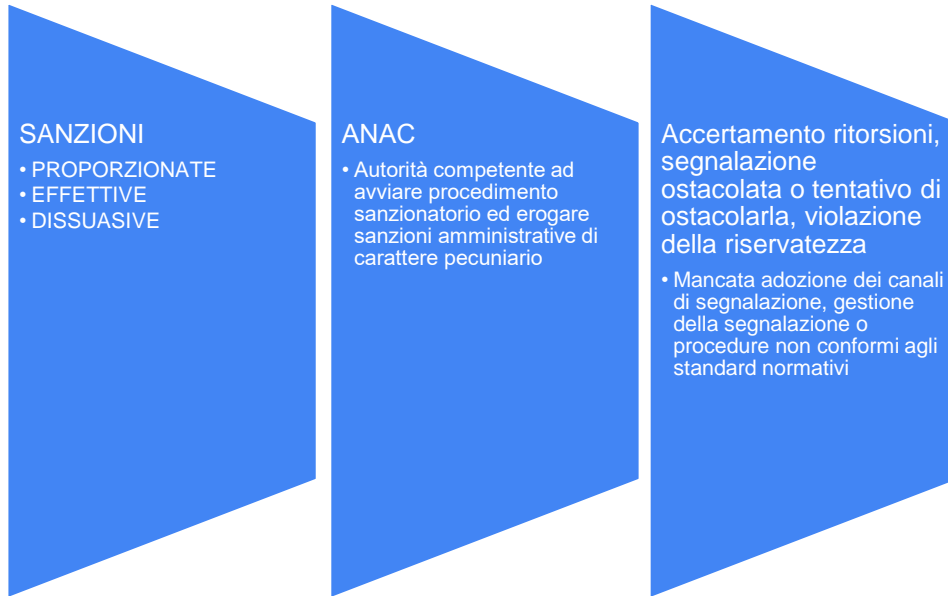 SANZIONI
• PROPORZIONATE
• EFFETTIVE
• DISSUASIVE
ANAC
• Autorità competente ad
avviare procedimento
sanzionatorio ed erogare
sanzioni amministrative di
carattere pecuniario
Accertamento ritorsioni,
segnalazione
ostacolata o tentativo di
ostacolarla, violazione
della riservatezza
• Mancata adozione dei canali
di segnalazione, gestione
della segnalazione o
procedure non conformi agli
standard normativi